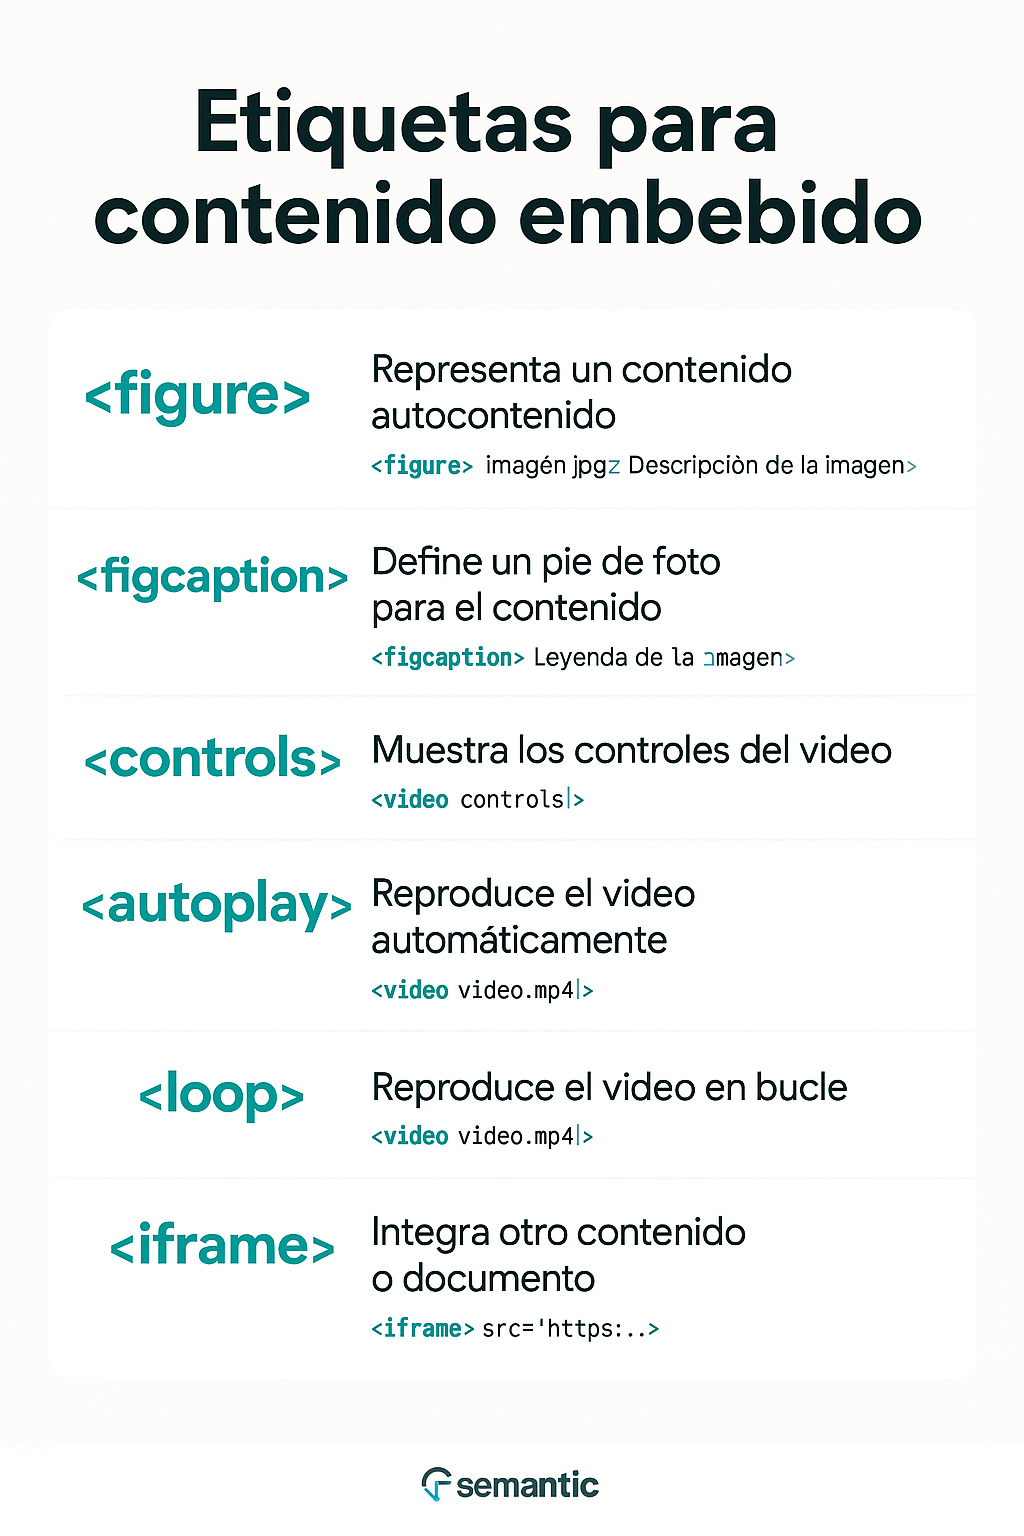 Etiquetas para
contenido embebido
<figure>
Representa un contenido
autocontenido
<figure> imagén jpgz Descripciòn de la imagen>
<figcaption>
Define un pie de foto
para el contenido
<figcaption> Leyenda de la בmagen>
<controls>
Muestra los controles del video
<video controls|>
<autoplay>
Reproduce el video
automáticamente
<video video.mp4|>
<loop>
Reproduce el video en bucle
<video video.mp4|>
<iframe>
Integra otro contenido
o documento
<iframe> src='https:..>
semantic